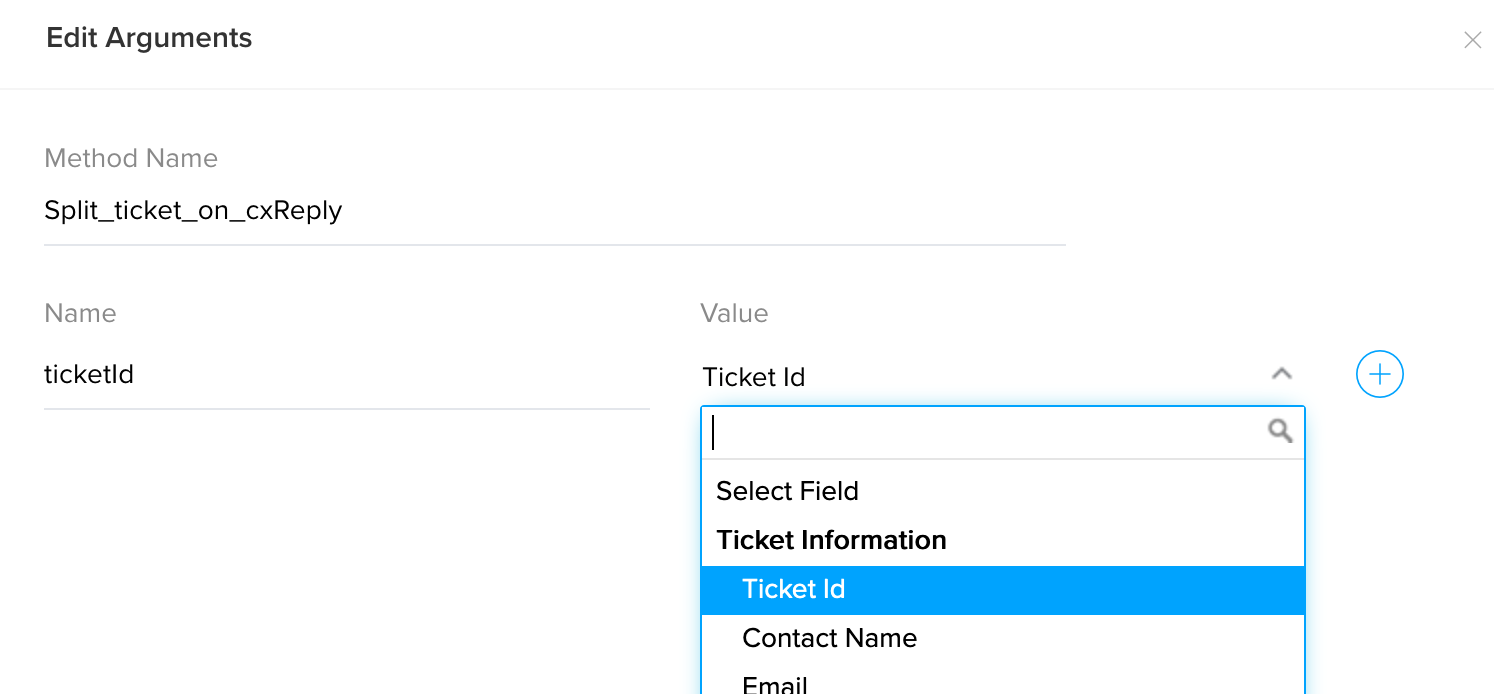 Edit Arguments
Method Name
Split_ticket_on_cxReply
Name
Value
ticketId
Ticket Id
Select Field
Ticket Information
Ticket Id
Contact Name
Email